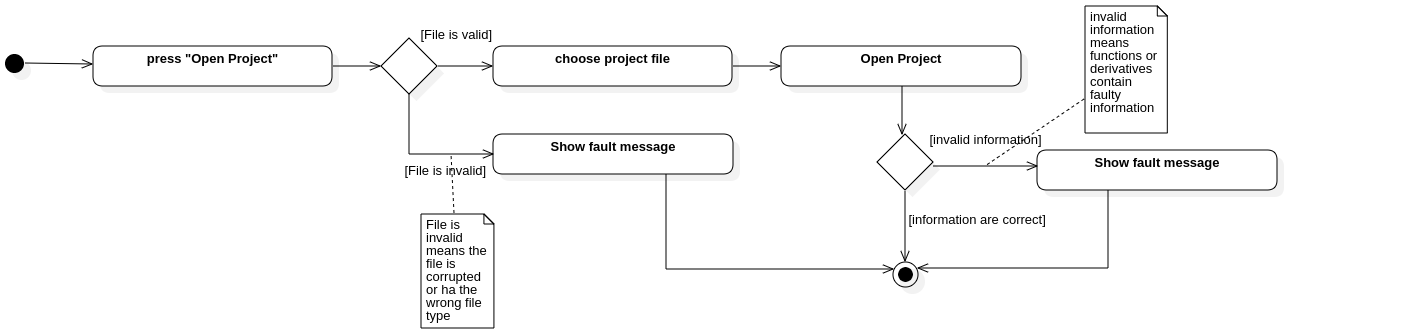 press "Open Project"
[File is valid]
choose project file
Open Project
invalid
information
means
functions or
derivatives
contain
faulty
information
Show fault message
[File is invalid]
File is
invalid
means the
file is
corrupted
or ha the
wrong file
type
[invalid information]
Show fault message
[information are correct]